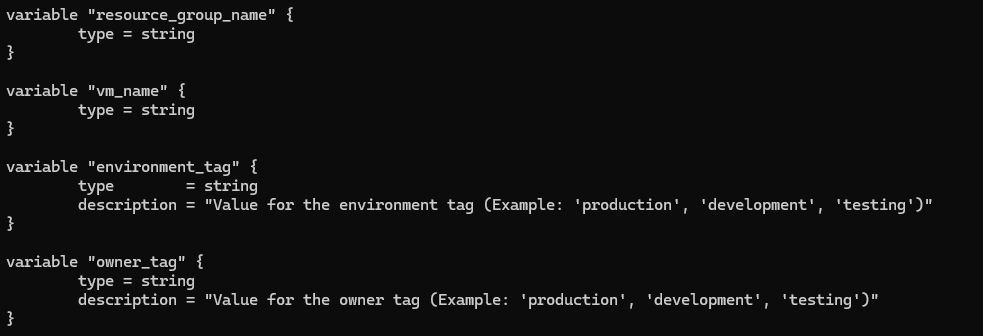 variable "resource_group_name" {
        type = string
}

variable "vm_name" {
        type = string
}

variable "environment_tag" {
        type        = string
        description = "Value for the environment tag (Example: 'production', 'development', 'testing')"
}

variable "owner_tag" {
        type = string
        description = "Value for the owner tag (Example: 'production', 'development', 'testing')"
}